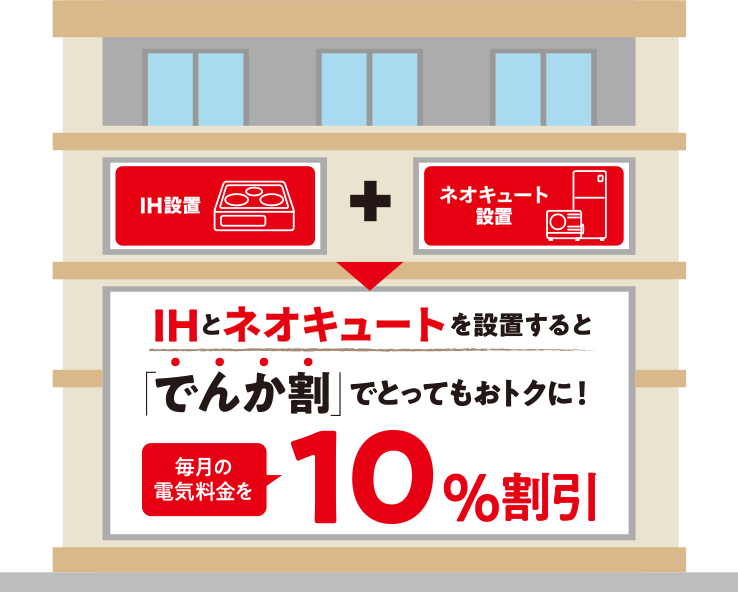 IH設置
ネオキュート
設置
IHとネオキュートを設置すると
「でんか割」でとってもおトクに！
毎月の
電気料金を
10%割引